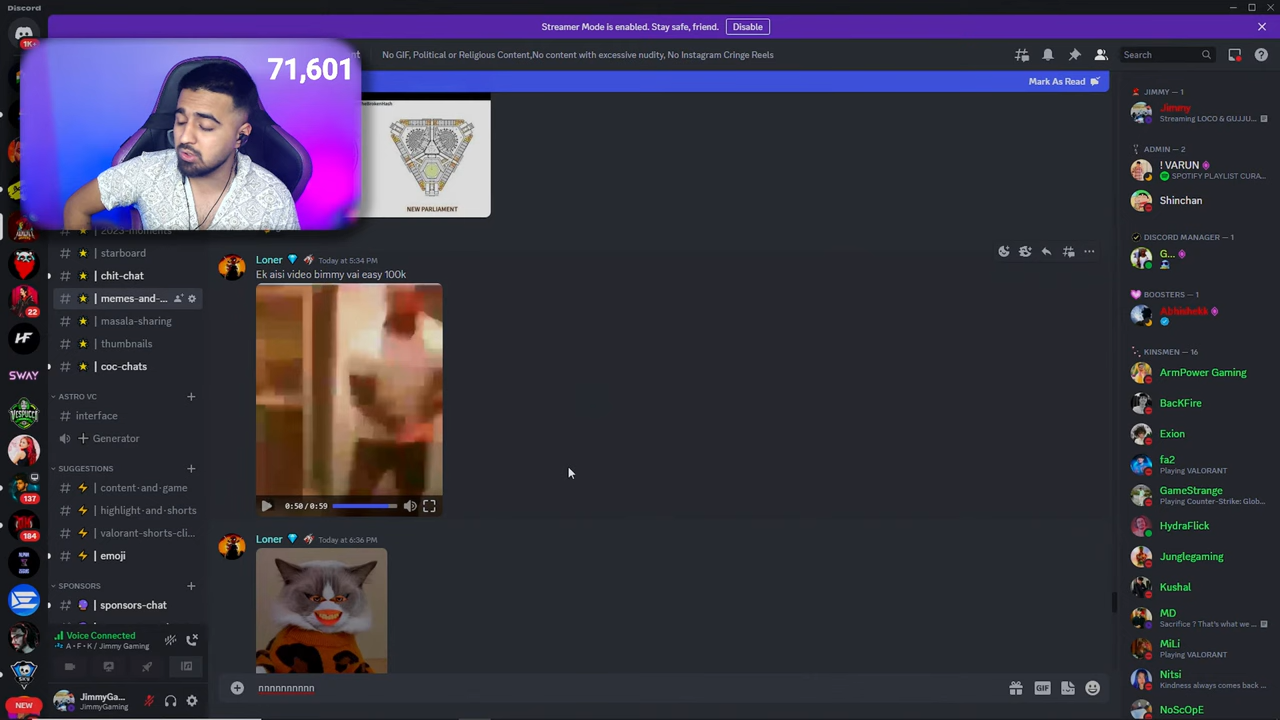 Discord
Streamer Mode is enabled. Stay safe, friend.
Disable
No GIF, Political or Religious Content,No content with excessive nudity, No Instagram Cringe Reels
Search
71,601
Mark As Read
NEW PARLIAMENT
1K+
22
SWAY
137
184
NEW
2023-moments
starboard
chit-chat
memes-and-...
masala-sharing
thumbnails
coc-chats
ASTRO VC
interface
Generator
SUGGESTIONS
content-and-game
highlight-and-shorts
valorant-shorts-cli...
emoji
SPONSORS
sponsors-chat
Voice Connected
A • F • K / Jimmy Gaming
JimmyGa...
JimmyGaming
Loner Today at 5:34 PM
Ek aisi video bimmy vai easy 100k
0:50/0:59
Loner Today at 6:36 PM
nnnnnnnnnn
GIF
JIMMY — 1
Jimmy
Streaming LOCO & GUJJU...
ADMIN — 2
! VARUN
SPOTIFY PLAYLIST CURA...
Shinchan
DISCORD MANAGER — 1
G...
BOOSTERS — 1
Abhishekk
KINSMEN — 16
ArmPower Gaming
BacKFire
Exion
fa2
Playing VALORANT
GameStrange
Playing Counter-Strike: Glob...
HydraFlick
Junglegaming
Kushal
MD
Sacrifice ? That's what we ...
MiLi
Playing VALORANT
Nitsi
Kindness always comes back ...
NoScOpE